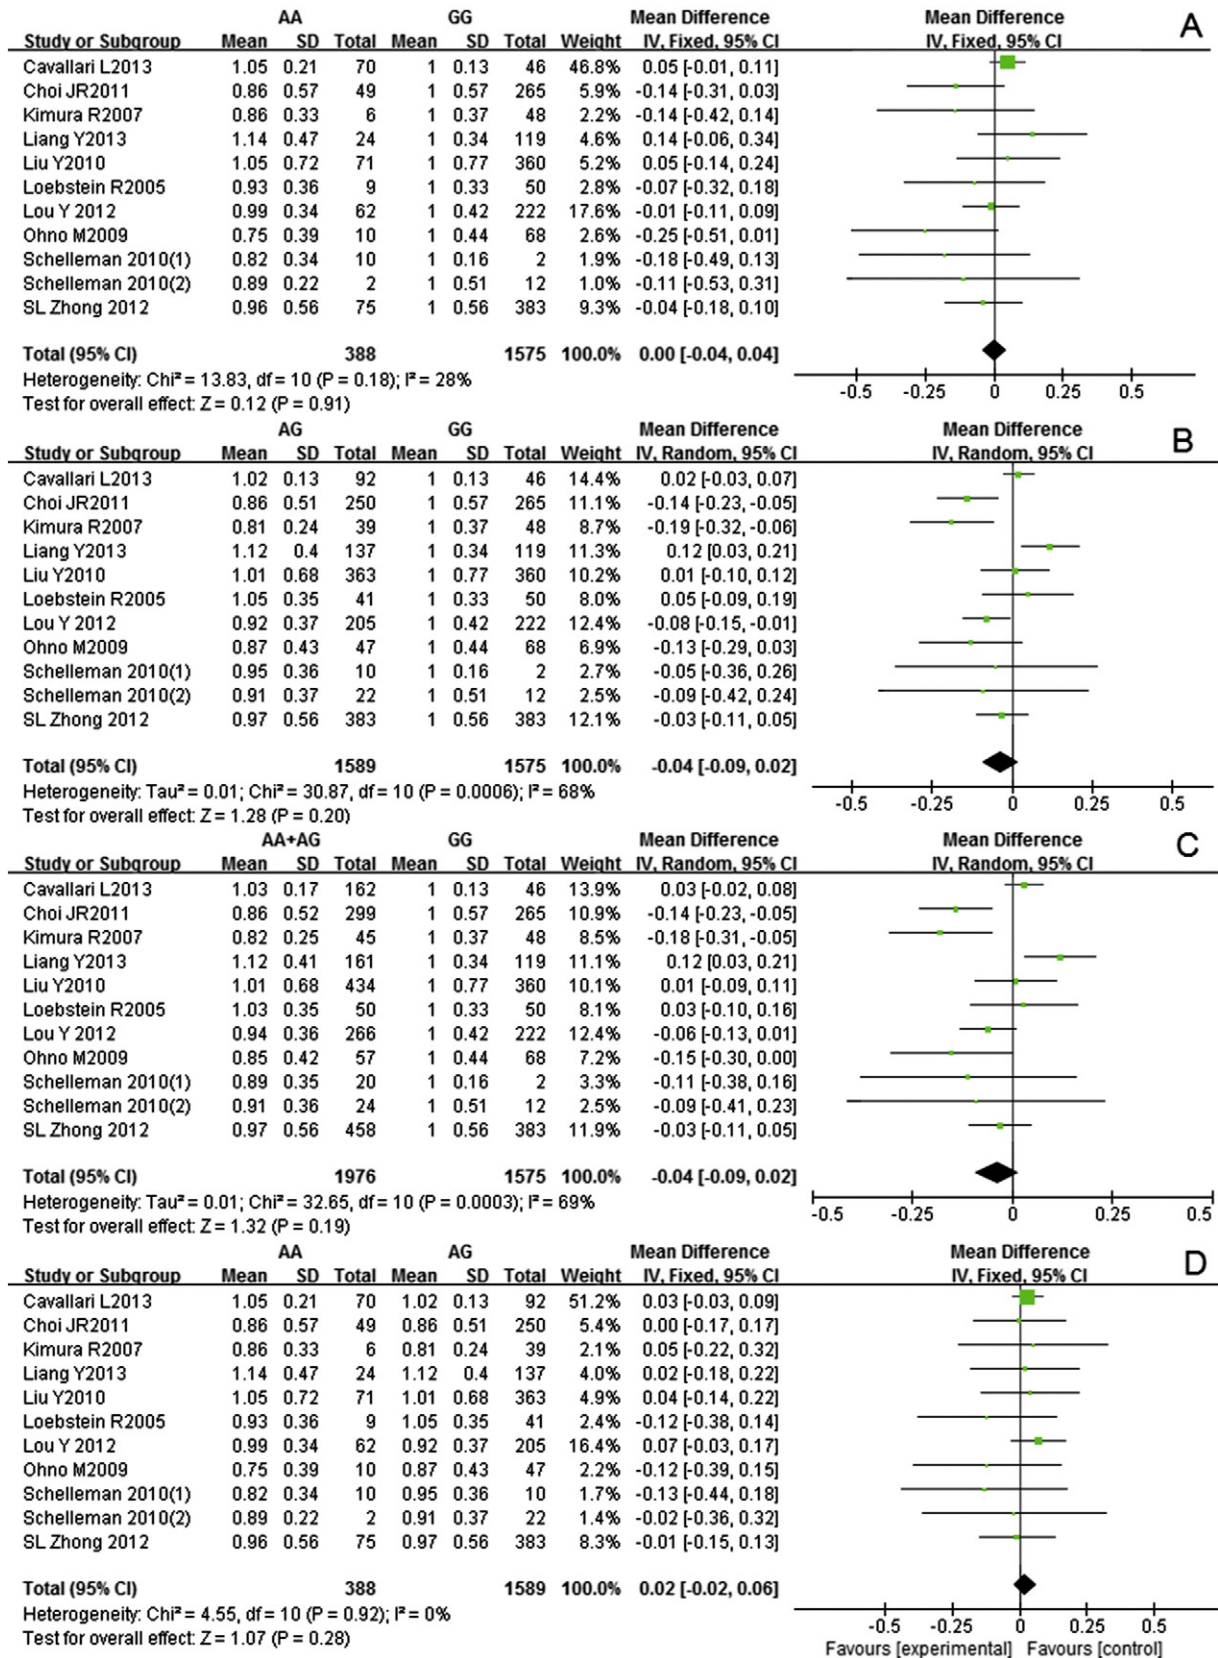 AA GG Mean Difference Mean Difference A
Study or Subgroup Mean SD Total Mean SD Total Weight IV, Fixed, 95% CI IV, Fixed, 95% CI
Cavallari L2013 1.05 0.21 70 1 0.13 46 46.8% 0.05 [-0.01, 0.11]
Choi JR2011 0.86 0.57 49 1 0.57 265 5.9% -0.14 [-0.31, 0.03]
Kimura R2007 0.86 0.33 6 1 0.37 48 2.2% -0.14 [-0.42, 0.14]
Liang Y2013 1.14 0.47 24 1 0.34 119 4.6% 0.14 [-0.06, 0.34]
Liu Y2010 1.05 0.72 71 1 0.77 360 5.2% 0.05 [-0.14, 0.24]
Loebstein R2005 0.93 0.36 9 1 0.33 50 2.8% -0.07 [-0.32, 0.18]
Lou Y 2012 0.99 0.34 62 1 0.42 222 17.6% -0.01 [-0.11, 0.09]
Ohno M2009 0.75 0.39 10 1 0.44 68 2.6% -0.25 [-0.51, 0.01]
Schelleman 2010(1) 0.82 0.34 10 1 0.16 2 1.9% -0.18 [-0.49, 0.13]
Schelleman 2010(2) 0.89 0.22 2 1 0.51 12 1.0% -0.11 [-0.53, 0.31]
SL Zhong 2012 0.96 0.56 75 1 0.56 383 9.3% -0.04 [-0.18, 0.10]
Total (95% CI) 388 1575 100.0% 0.00 [-0.04, 0.04]
Heterogeneity: Chi² = 13.83, df = 10 (P = 0.18); I² = 28%
Test for overall effect: Z = 0.12 (P = 0.91)
-0.5 -0.25 0 0.25 0.5
AG GG Mean Difference Mean Difference B
Study or Subgroup Mean SD Total Mean SD Total Weight IV, Random, 95% CI IV, Random, 95% CI
Cavallari L2013 1.02 0.13 92 1 0.13 46 14.4% 0.02 [-0.03, 0.07]
Choi JR2011 0.86 0.51 250 1 0.57 265 11.1% -0.14 [-0.23, -0.05]
Kimura R2007 0.81 0.24 39 1 0.37 48 8.7% -0.19 [-0.32, -0.06]
Liang Y2013 1.12 0.4 137 1 0.34 119 11.3% 0.12 [0.03, 0.21]
Liu Y2010 1.01 0.68 363 1 0.77 360 10.2% 0.01 [-0.10, 0.12]
Loebstein R2005 1.05 0.35 41 1 0.33 50 8.0% 0.05 [-0.09, 0.19]
Lou Y 2012 0.92 0.37 205 1 0.42 222 12.4% -0.08 [-0.15, -0.01]
Ohno M2009 0.87 0.43 47 1 0.44 68 6.9% -0.13 [-0.29, 0.03]
Schelleman 2010(1) 0.95 0.36 10 1 0.16 2 2.7% -0.05 [-0.36, 0.26]
Schelleman 2010(2) 0.91 0.37 22 1 0.51 12 2.5% -0.09 [-0.42, 0.24]
SL Zhong 2012 0.97 0.56 383 1 0.56 383 12.1% -0.03 [-0.11, 0.05]
Total (95% CI) 1589 1575 100.0% -0.04 [-0.09, 0.02]
Heterogeneity: Tau² = 0.01; Chi² = 30.87, df = 10 (P = 0.0006); I² = 68%
Test for overall effect: Z = 1.28 (P = 0.20)
-0.5 -0.25 0 0.25 0.5
AA+AG GG Mean Difference Mean Difference C
Study or Subgroup Mean SD Total Mean SD Total Weight IV, Random, 95% CI IV, Random, 95% CI
Cavallari L2013 1.03 0.17 162 1 0.13 46 13.9% 0.03 [-0.02, 0.08]
Choi JR2011 0.86 0.52 299 1 0.57 265 10.9% -0.14 [-0.23, -0.05]
Kimura R2007 0.82 0.25 45 1 0.37 48 8.5% -0.18 [-0.31, -0.05]
Liang Y2013 1.12 0.41 161 1 0.34 119 11.1% 0.12 [0.03, 0.21]
Liu Y2010 1.01 0.68 434 1 0.77 360 10.1% 0.01 [-0.09, 0.11]
Loebstein R2005 1.03 0.35 50 1 0.33 50 8.1% 0.03 [-0.10, 0.16]
Lou Y 2012 0.94 0.36 266 1 0.42 222 12.4% -0.06 [-0.13, 0.01]
Ohno M2009 0.85 0.42 57 1 0.44 68 7.2% -0.15 [-0.30, 0.00]
Schelleman 2010(1) 0.89 0.35 20 1 0.16 2 3.3% -0.11 [-0.38, 0.16]
Schelleman 2010(2) 0.91 0.36 24 1 0.51 12 2.5% -0.09 [-0.41, 0.23]
SL Zhong 2012 0.97 0.56 458 1 0.56 383 11.9% -0.03 [-0.11, 0.05]
Total (95% CI) 1976 1575 100.0% -0.04 [-0.09, 0.02]
Heterogeneity: Tau² = 0.01; Chi² = 32.65, df = 10 (P = 0.0003); I² = 69%
Test for overall effect: Z = 1.32 (P = 0.19)
-0.5 -0.25 0 0.25 0.5
AA AG Mean Difference Mean Difference D
Study or Subgroup Mean SD Total Mean SD Total Weight IV, Fixed, 95% CI IV, Fixed, 95% CI
Cavallari L2013 1.05 0.21 70 1.02 0.13 92 51.2% 0.03 [-0.03, 0.09]
Choi JR2011 0.86 0.57 49 0.86 0.51 250 5.4% 0.00 [-0.17, 0.17]
Kimura R2007 0.86 0.33 6 0.81 0.24 39 2.1% 0.05 [-0.22, 0.32]
Liang Y2013 1.14 0.47 24 1.12 0.4 137 4.0% 0.02 [-0.18, 0.22]
Liu Y2010 1.05 0.72 71 1.01 0.68 363 4.9% 0.04 [-0.14, 0.22]
Loebstein R2005 0.93 0.36 9 1.05 0.35 41 2.4% -0.12 [-0.38, 0.14]
Lou Y 2012 0.99 0.34 62 0.92 0.37 205 16.4% 0.07 [-0.03, 0.17]
Ohno M2009 0.75 0.39 10 0.87 0.43 47 2.2% -0.12 [-0.39, 0.15]
Schelleman 2010(1) 0.82 0.34 10 0.95 0.36 10 1.7% -0.13 [-0.44, 0.18]
Schelleman 2010(2) 0.89 0.22 2 0.91 0.37 22 1.4% -0.02 [-0.36, 0.32]
SL Zhong 2012 0.96 0.56 75 0.97 0.56 383 8.3% -0.01 [-0.15, 0.13]
Total (95% CI) 388 1589 100.0% 0.02 [-0.02, 0.06]
Heterogeneity: Chi² = 4.55, df = 10 (P = 0.92); I² = 0%
Test for overall effect: Z = 1.07 (P = 0.28)
-0.5 -0.25 0 0.25 0.5
Favours [experimental] Favours [control]